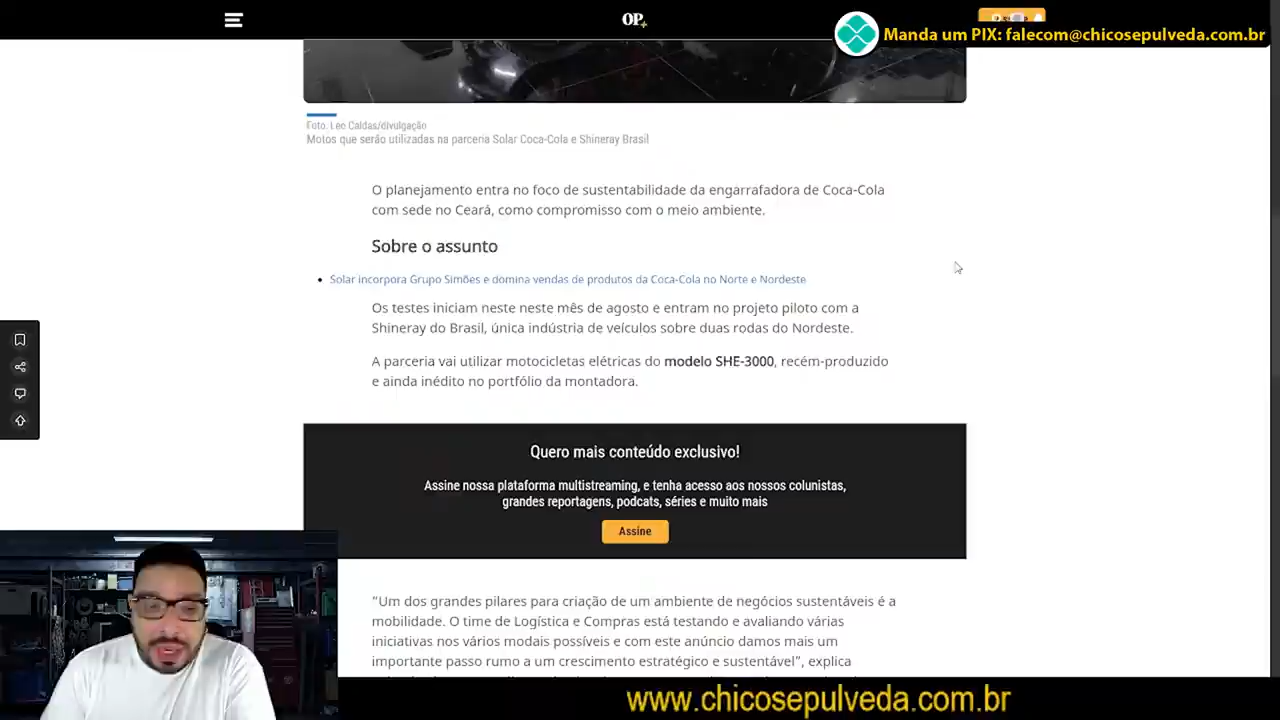 OP+
Manda um PIX: falecom@chicosepulveda.com.br
Foto: Leo Caldas/divulgação
Motos que serão utilizadas na parceria Solar Coca-Cola e Shineray Brasil
O planejamento entra no foco de sustentabilidade da engarrafadora de Coca-Cola
com sede no Ceará, como compromisso com o meio ambiente.
Sobre o assunto
Solar incorpora Grupo Simões e domina vendas de produtos da Coca-Cola no Norte e Nordeste
Os testes iniciam neste neste mês de agosto e entram no projeto piloto com a
Shineray do Brasil, única indústria de veículos sobre duas rodas do Nordeste.
A parceria vai utilizar motocicletas elétricas do modelo SHE-3000, recém-produzido
e ainda inédito no portfólio da montadora.
Quero mais conteúdo exclusivo!
Assine nossa plataforma multistreaming, e tenha acesso aos nossos colunistas,
grandes reportagens, podcats, séries e muito mais
Assine
"Um dos grandes pilares para criação de um ambiente de negócios sustentáveis é a
mobilidade. O time de Logística e Compras está testando e avaliando várias
iniciativas nos vários modais possíveis e com este anúncio damos mais um
importante passo rumo a um crescimento estratégico e sustentável", explica
www.chicosepulveda.com.br